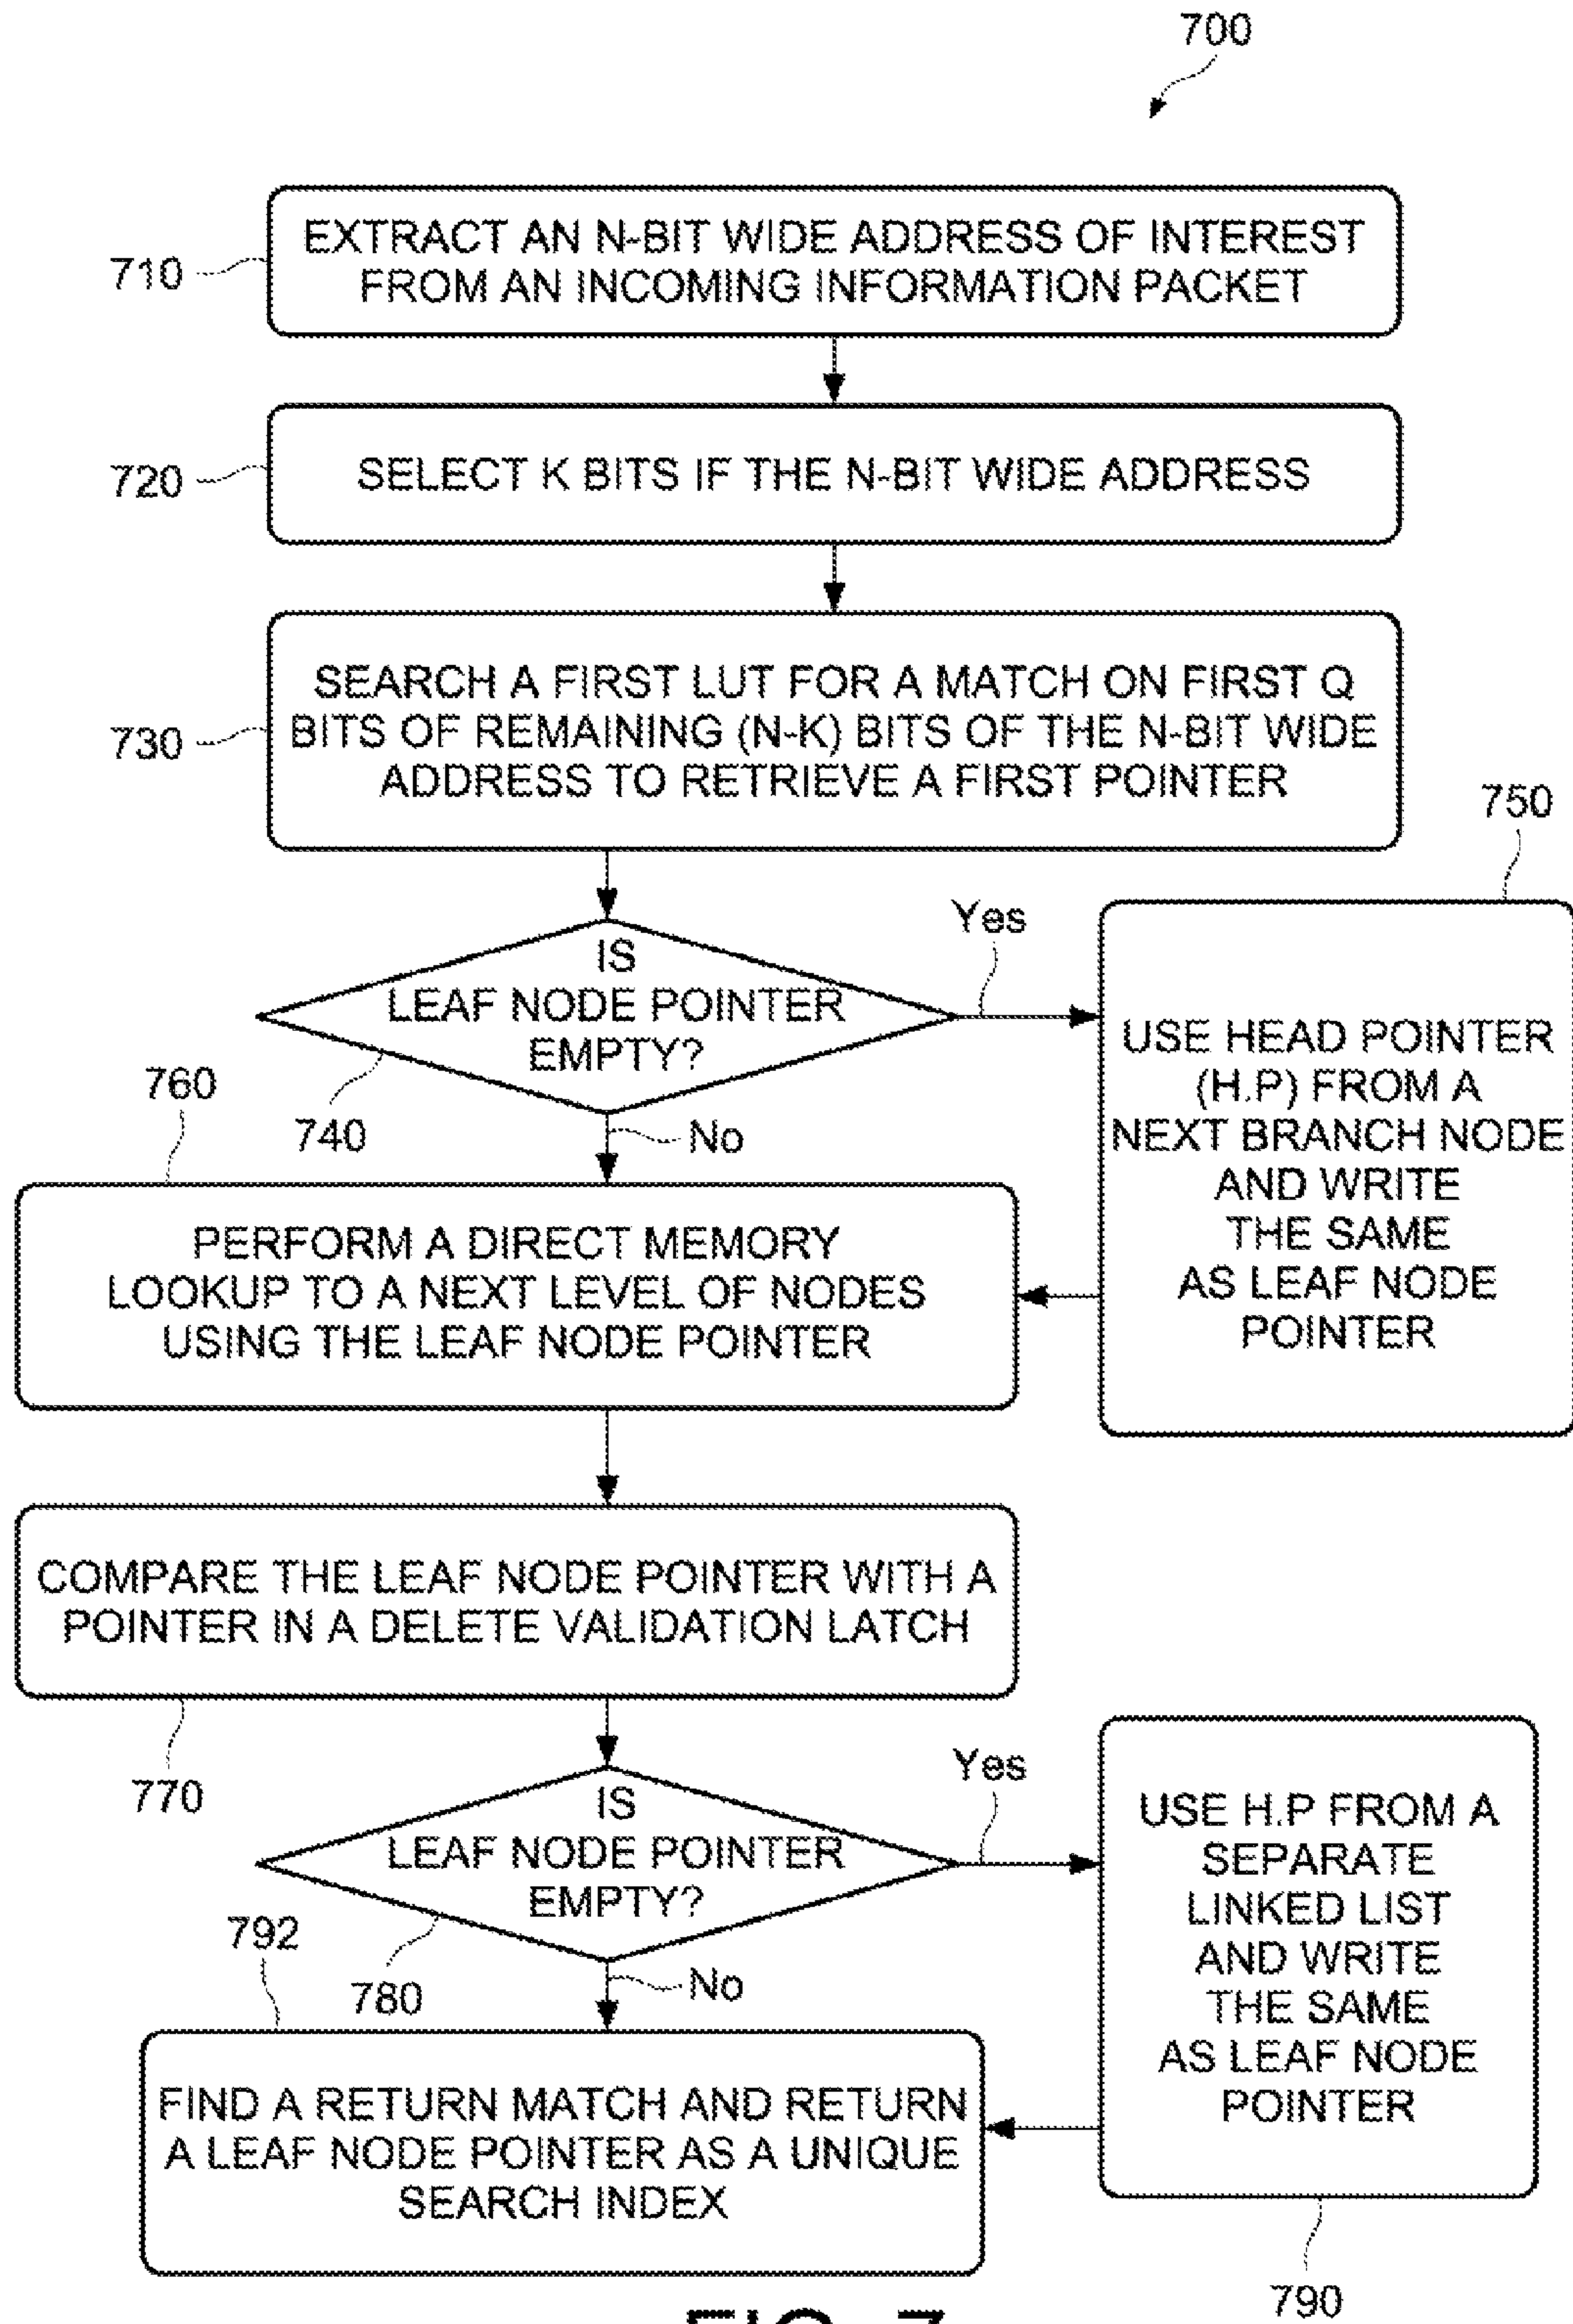 700
710
EXTRACT AN N-BIT WIDE ADDRESS OF INTEREST
FROM AN INCOMING INFORMATION PACKET
720
SELECT K BITS IF THE N-BIT WIDE ADDRESS
730
SEARCH A FIRST LUT FOR A MATCH ON FIRST Q
BITS OF REMAINING (N-K) BITS OF THE N-BIT WIDE
ADDRESS TO RETRIEVE A FIRST POINTER
740
IS
LEAF NODE POINTER
EMPTY?
Yes
No
750
USE HEAD POINTER
(H.P) FROM A
NEXT BRANCH NODE
AND WRITE
THE SAME
AS LEAF NODE
POINTER
760
PERFORM A DIRECT MEMORY
LOOKUP TO A NEXT LEVEL OF NODES
USING THE LEAF NODE POINTER
COMPARE THE LEAF NODE POINTER WITH A
POINTER IN A DELETE VALIDATION LATCH
770
IS
LEAF NODE POINTER
EMPTY?
780
Yes
No
USE H.P FROM A
SEPARATE
LINKED LIST
AND WRITE
THE SAME
AS LEAF NODE
POINTER
790
792
FIND A RETURN MATCH AND RETURN
A LEAF NODE POINTER AS A UNIQUE
SEARCH INDEX
FIG. 7